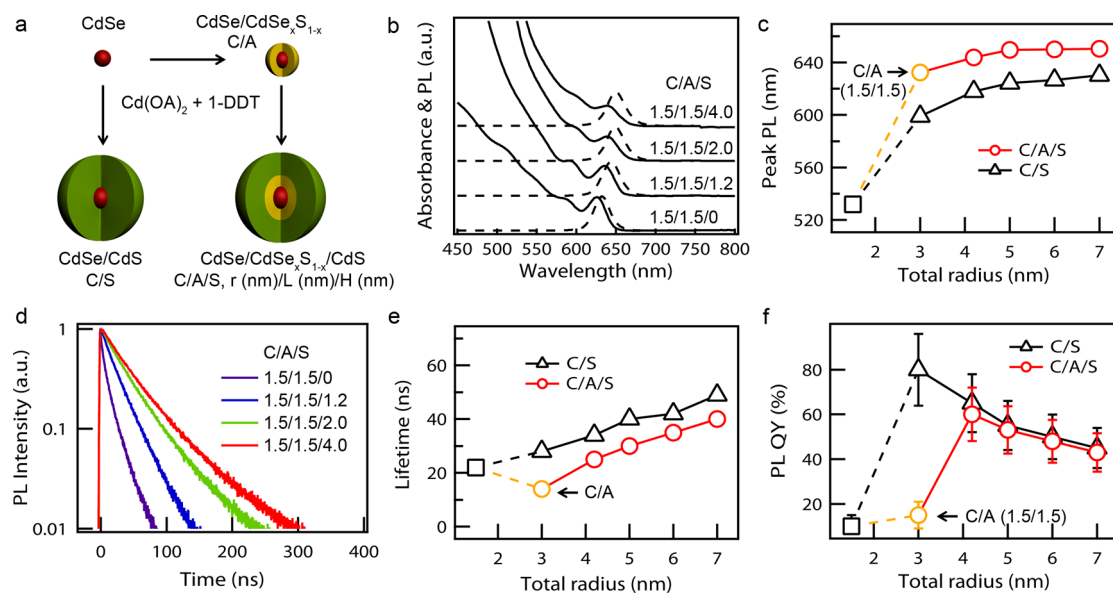 a
CdSe
CdSe/CdSexS1-x
C/A
Cd(OA)2 + 1-DDT
CdSe/CdS
C/S
CdSe/CdSexS1-x/CdS
C/A/S, r (nm)/L (nm)/H (nm)
b
Absorbance & PL (a.u.)
C/A/S
1.5/1.5/4.0
1.5/1.5/2.0
1.5/1.5/1.2
1.5/1.5/0
450 500 550 600 650 700 750 800
Wavelength (nm)
c
Peak PL (nm)
640
600
560
520
C/A
(1.5/1.5)
C/A/S
C/S
2 3 4 5 6 7
Total radius (nm)
d
PL Intensity (a.u.)
1
0.1
0.01
C/A/S
1.5/1.5/0
1.5/1.5/1.2
1.5/1.5/2.0
1.5/1.5/4.0
0 100 200 300 400
Time (ns)
e
Lifetime (ns)
80
60
40
20
0
C/S
C/A/S
C/A
2 3 4 5 6 7
Total radius (nm)
f
PL QY (%)
80
60
40
20
C/S
C/A/S
C/A (1.5/1.5)
2 3 4 5 6 7
Total radius (nm)